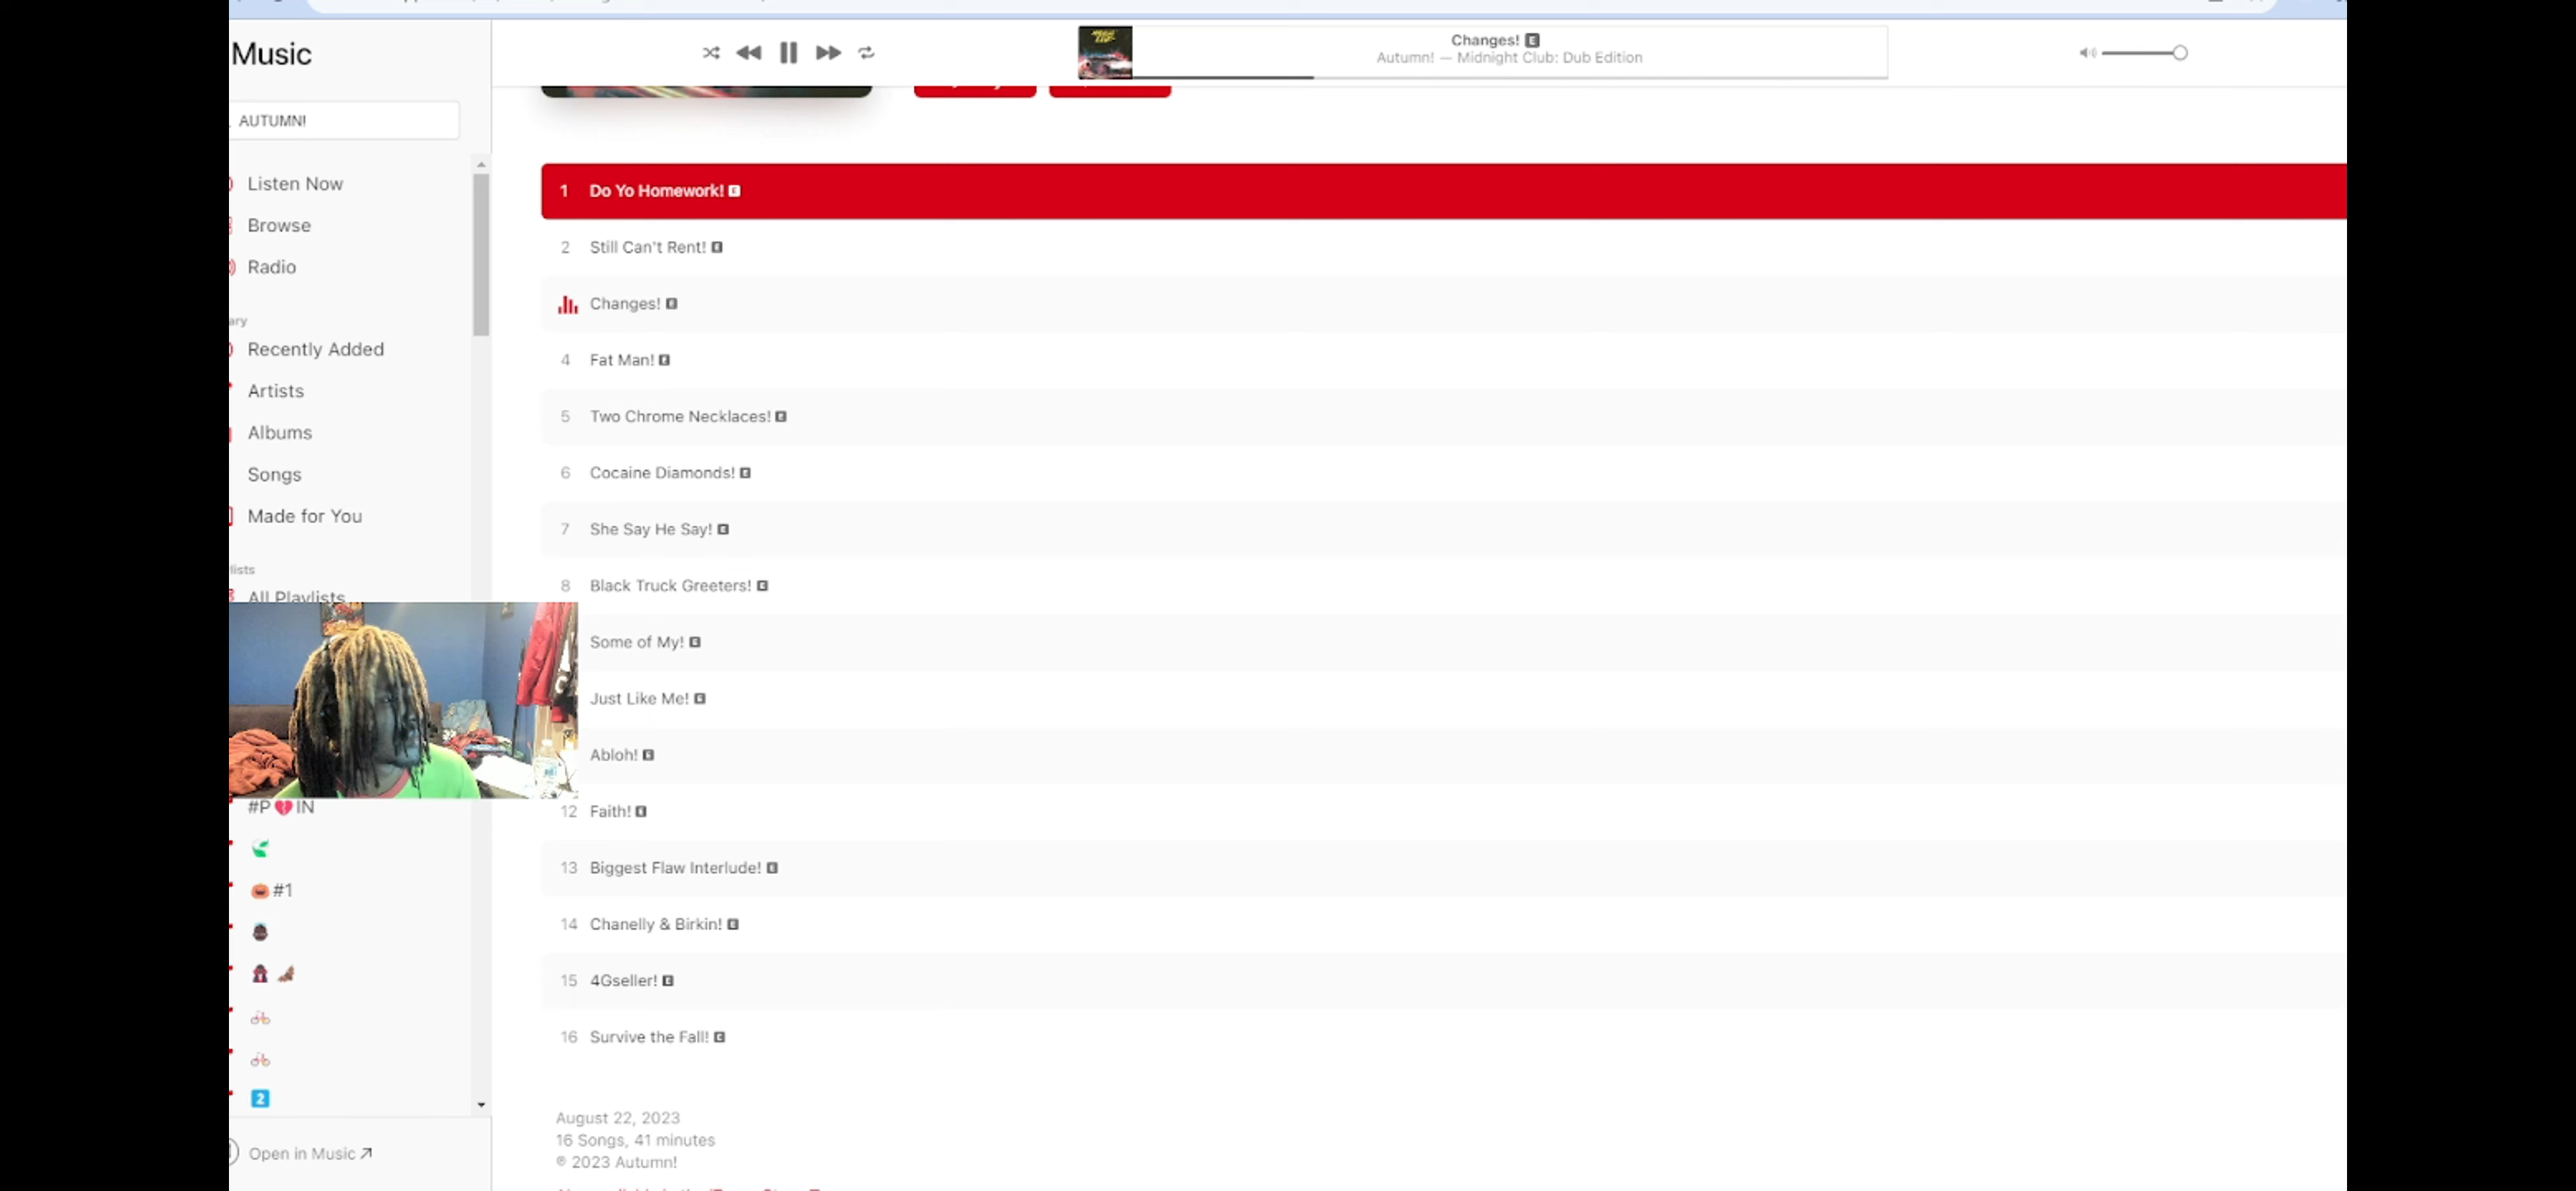 Music
Changes! E
Autumn! — Midnight Club: Dub Edition
AUTUMN!
Listen Now
Browse
Radio
Recently Added
Artists
Albums
Songs
Made for You
All Playlists
#P💔IN
🎃#1
2
Open in Music ↗
1 Do Yo Homework! E
2 Still Can't Rent! E
Changes! E
4 Fat Man! E
5 Two Chrome Necklaces! E
6 Cocaine Diamonds! E
7 She Say He Say! E
8 Black Truck Greeters! E
Some of My! E
Just Like Me! E
Abloh! E
12 Faith! E
13 Biggest Flaw Interlude! E
14 Chanelly & Birkin! E
15 4Gseller! E
16 Survive the Fall! E
August 22, 2023
16 Songs, 41 minutes
℗ 2023 Autumn!